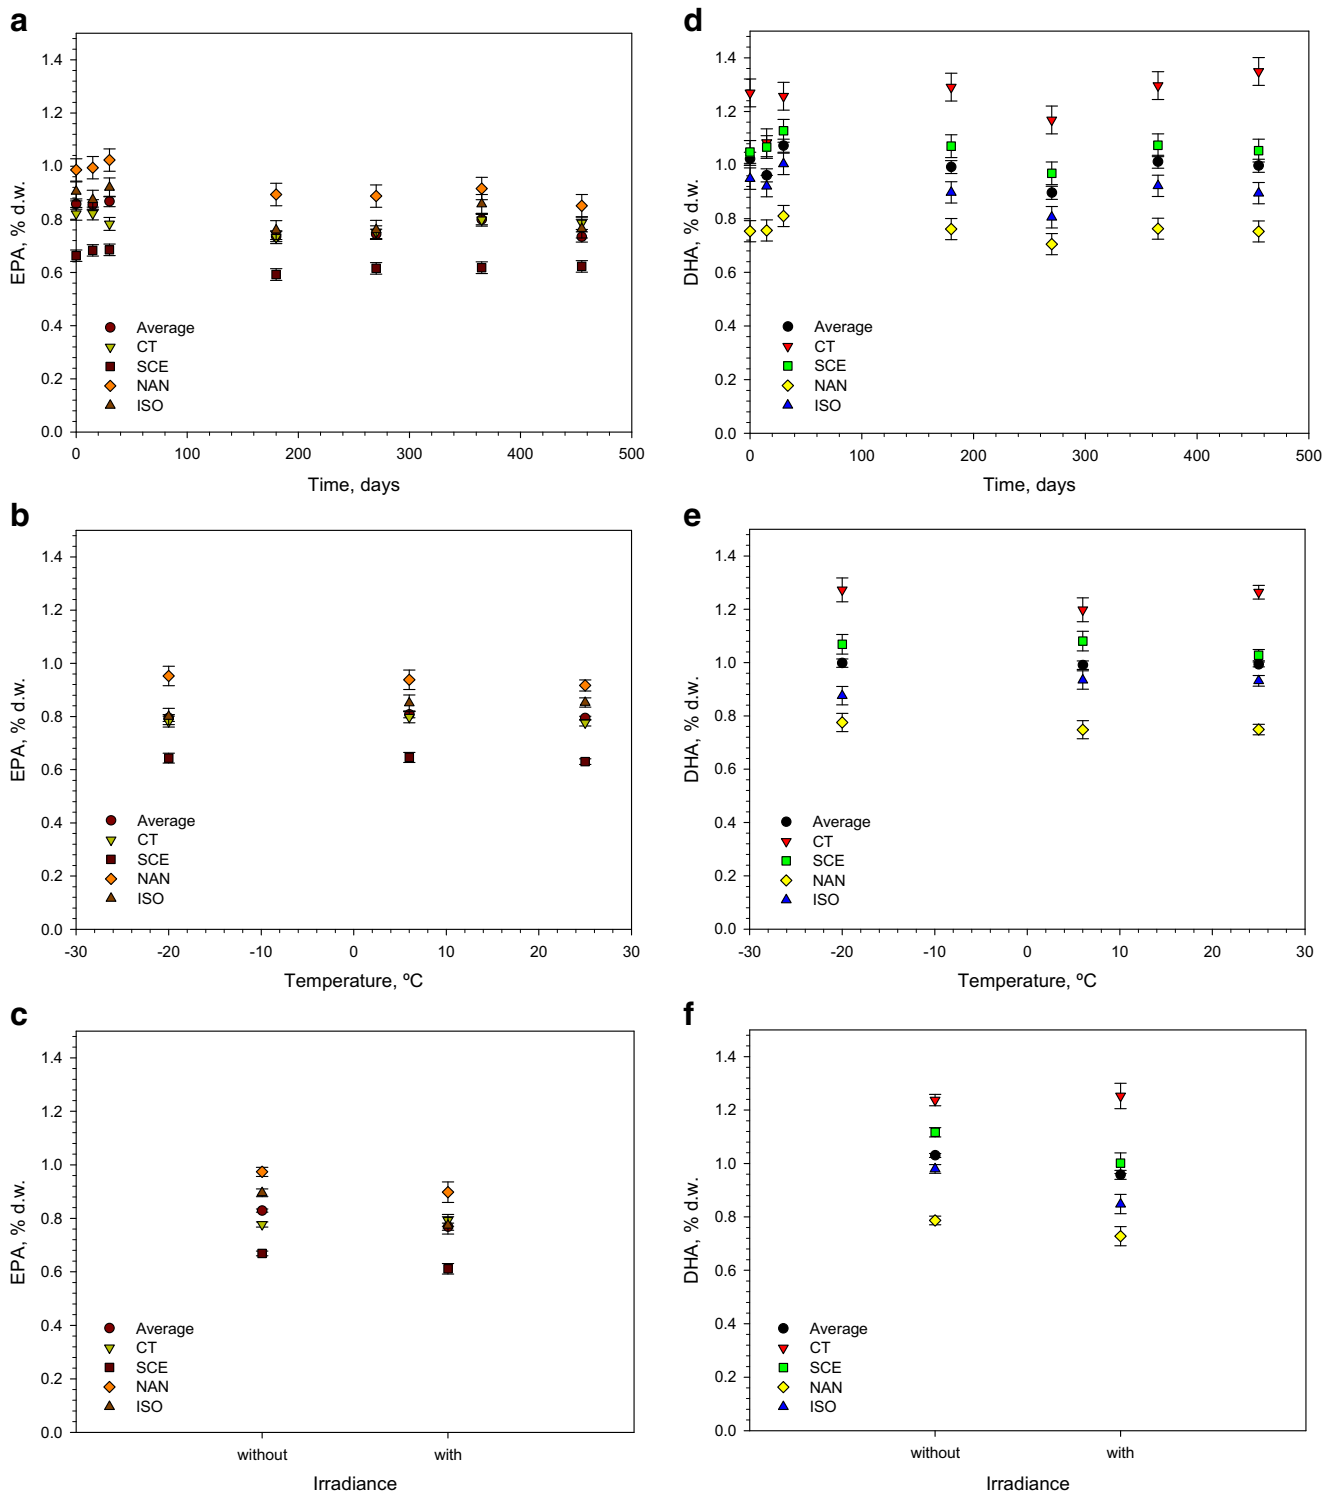 a
EPA, % d.w.
1.4
1.2
1.0
0.8
0.6
0.4
0.2
0.0
Average
CT
SCE
NAN
ISO
0 100 200 300 400 500
Time, days
d
DHA, % d.w.
1.4
1.2
1.0
0.8
0.6
0.4
0.2
0.0
Average
CT
SCE
NAN
ISO
0 100 200 300 400 500
Time, days
b
EPA, % d.w.
1.4
1.2
1.0
0.8
0.6
0.4
0.2
0.0
Average
CT
SCE
NAN
ISO
-30 -20 -10 0 10 20 30
Temperature, ºC
e
DHA, % d.w.
1.4
1.2
1.0
0.8
0.6
0.4
0.2
0.0
Average
CT
SCE
NAN
ISO
-30 -20 -10 0 10 20 30
Temperature, ºC
c
EPA, % d.w.
1.4
1.2
1.0
0.8
0.6
0.4
0.2
0.0
Average
CT
SCE
NAN
ISO
without with
Irradiance
f
DHA, % d.w.
1.4
1.2
1.0
0.8
0.6
0.4
0.2
0.0
Average
CT
SCE
NAN
ISO
without with
Irradiance